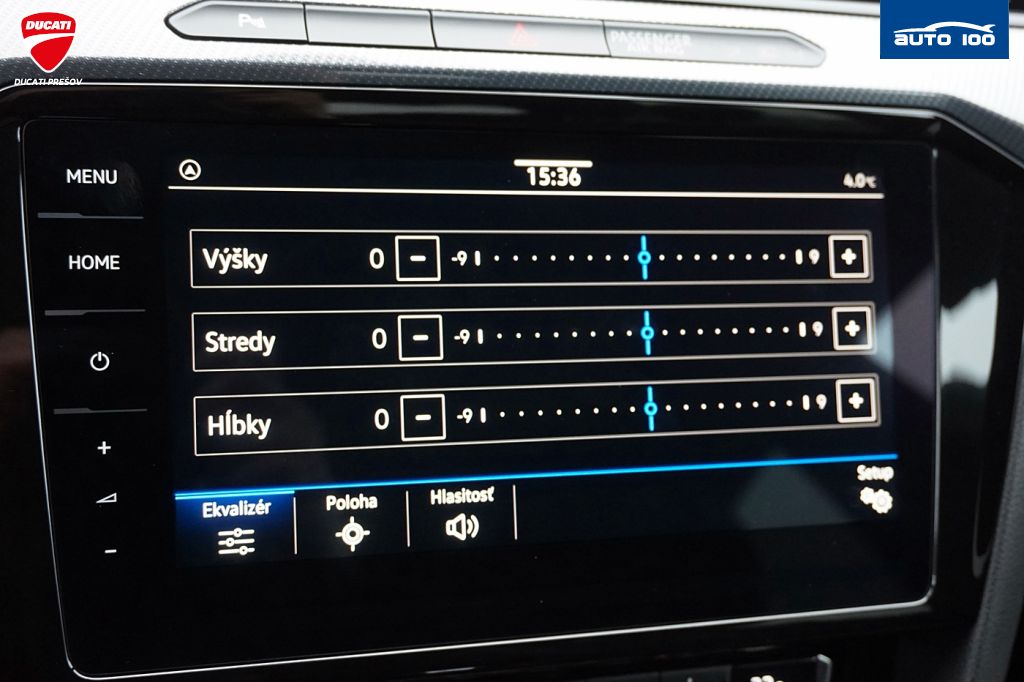 DUCATI
DUCATI PREŠOV
AUTO 100
P
PASSENGER
AIR BAG
MENU
HOME
15:36
4.0°C
Výšky 0 - -9 9 +
Stredy 0 - -9 9 +
Hĺbky 0 - -9 9 +
Setup
Ekvalizér
Poloha
Hlasitosť
+
-